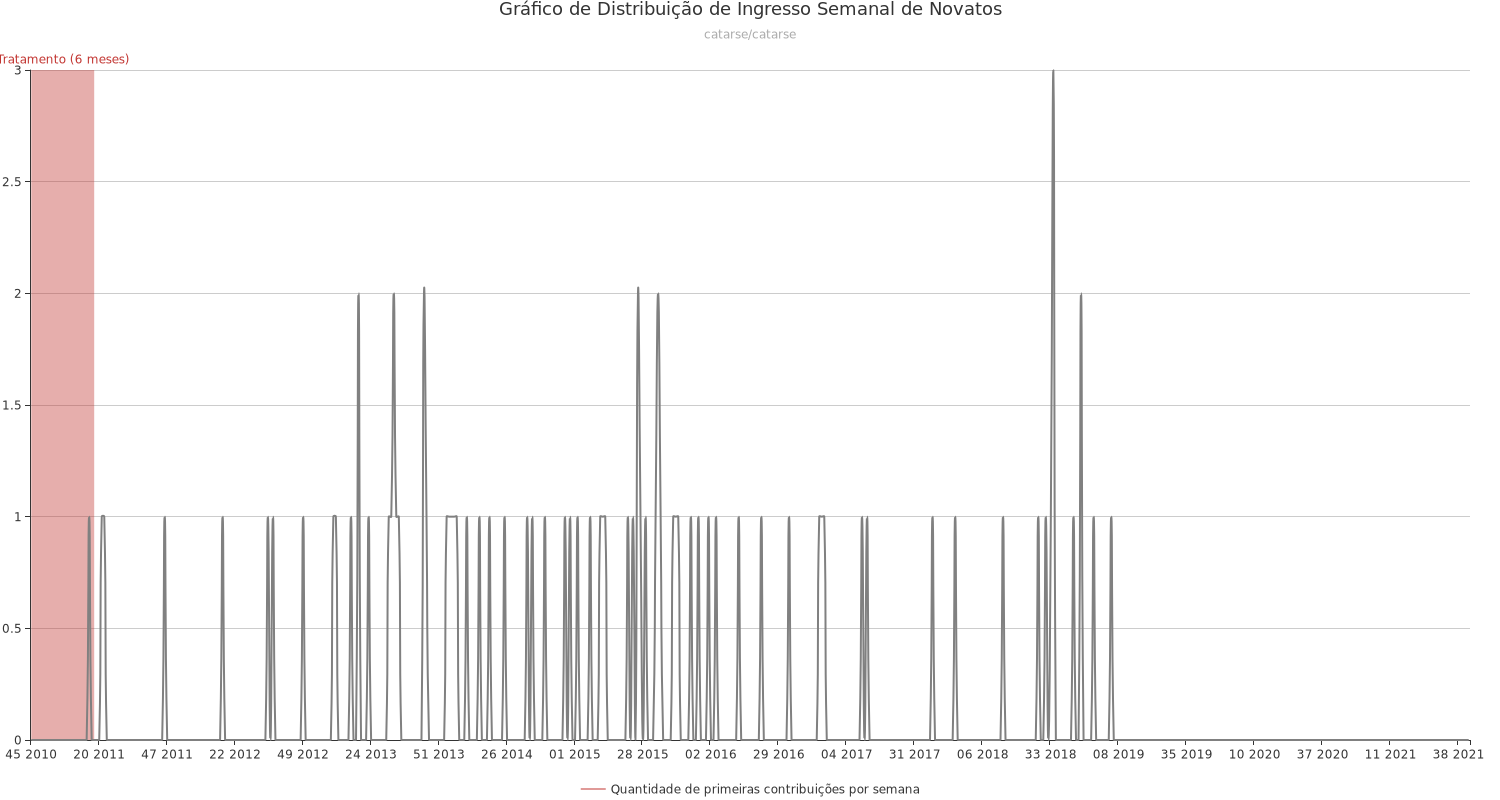 Gráfico de Distribuição de Ingresso Semanal de Novatos
catarse/catarse
Tratamento (6 meses)
3
2.5
2
1.5
1
0.5
0
45 2010 20 2011 47 2011 22 2012 49 2012 24 2013 51 2013 26 2014 01 2015 28 2015 02 2016 29 2016 04 2017 31 2017 06 2018 33 2018 08 2019 35 2019 10 2020 37 2020 11 2021 38 2021
Quantidade de primeiras contribuições por semana